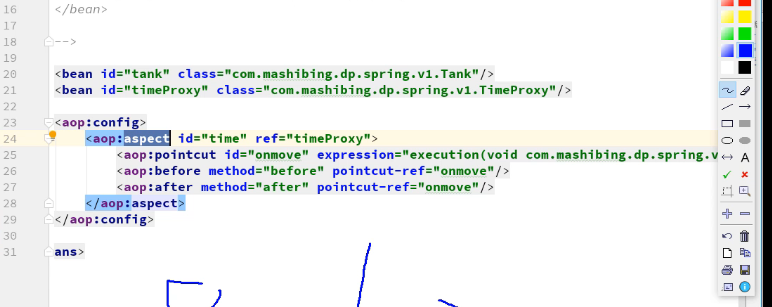 16 </bean>
17
18 -->
19
20 <bean id="tank" class="com.mashibing.dp.spring.v1.Tank"/>
21 <bean id="timeProxy" class="com.mashibing.dp.spring.v1.TimeProxy"/>
22
23 <aop:config>
24 <aop:aspect id="time" ref="timeProxy">
25 <aop:pointcut id="onmove" expression="execution(void com.mashibing.dp.spring.v
26 <aop:before method="before" pointcut-ref="onmove"/>
27 <aop:after method="after" pointcut-ref="onmove"/>
28 </aop:aspect>
29 </aop:config>
30
31 ans>